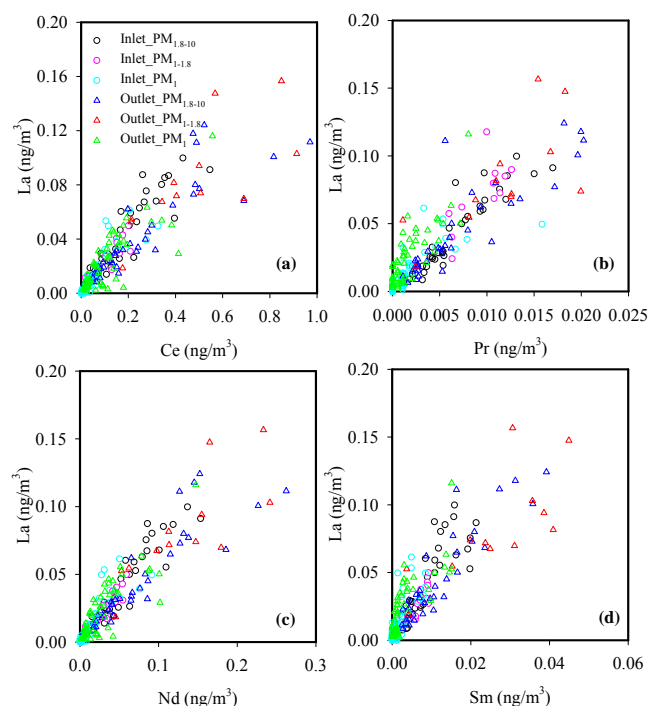 0.20
0.16
0.12
0.08
0.04
0.00
La (ng/m³)
Inlet_PM₁.₈₋₁₀
Inlet_PM₁₋₁.₈
Inlet_PM₁
Outlet_PM₁.₈₋₁₀
Outlet_PM₁₋₁.₈
Outlet_PM₁
(a)
0.0 0.2 0.4 0.6 0.8 1.0
Ce (ng/m³)
0.20
0.15
0.10
0.05
0.00
La (ng/m³)
(b)
0.000 0.005 0.010 0.015 0.020 0.025
Pr (ng/m³)
0.20
0.15
0.10
0.05
0.00
La (ng/m³)
(c)
0.0 0.1 0.2 0.3
Nd (ng/m³)
0.20
0.15
0.10
0.05
0.00
La (ng/m³)
(d)
0.00 0.02 0.04 0.06
Sm (ng/m³)